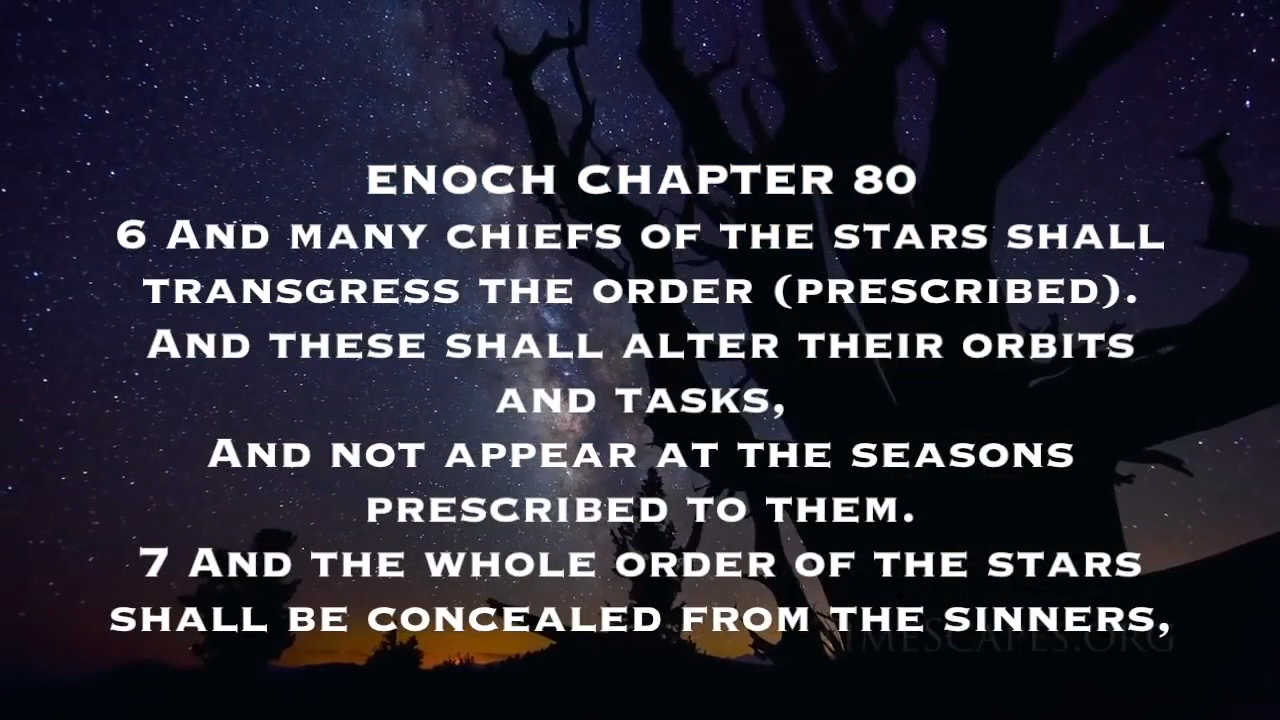 ENOCH CHAPTER 80
6 AND MANY CHIEFS OF THE STARS SHALL
TRANSGRESS THE ORDER (PRESCRIBED).
AND THESE SHALL ALTER THEIR ORBITS
AND TASKS,
AND NOT APPEAR AT THE SEASONS
PRESCRIBED TO THEM.
7 AND THE WHOLE ORDER OF THE STARS
SHALL BE CONCEALED FROM THE SINNERS,
IMESCAPES.ORG